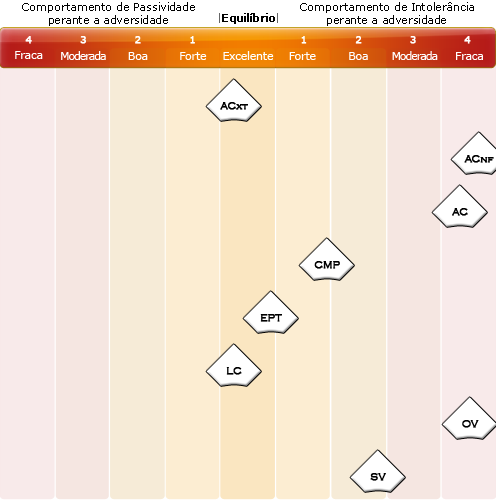 Comportamento de Passividade
perante a adversidade
|Equilíbrio|
Comportamento de Intolerância
perante a adversidade
4 3 2 1 1 2 3 4
Fraca Moderada Boa Forte Excelente Forte Boa Moderada Fraca
ACXT
ACNF
AC
CMP
EPT
LC
OV
SV